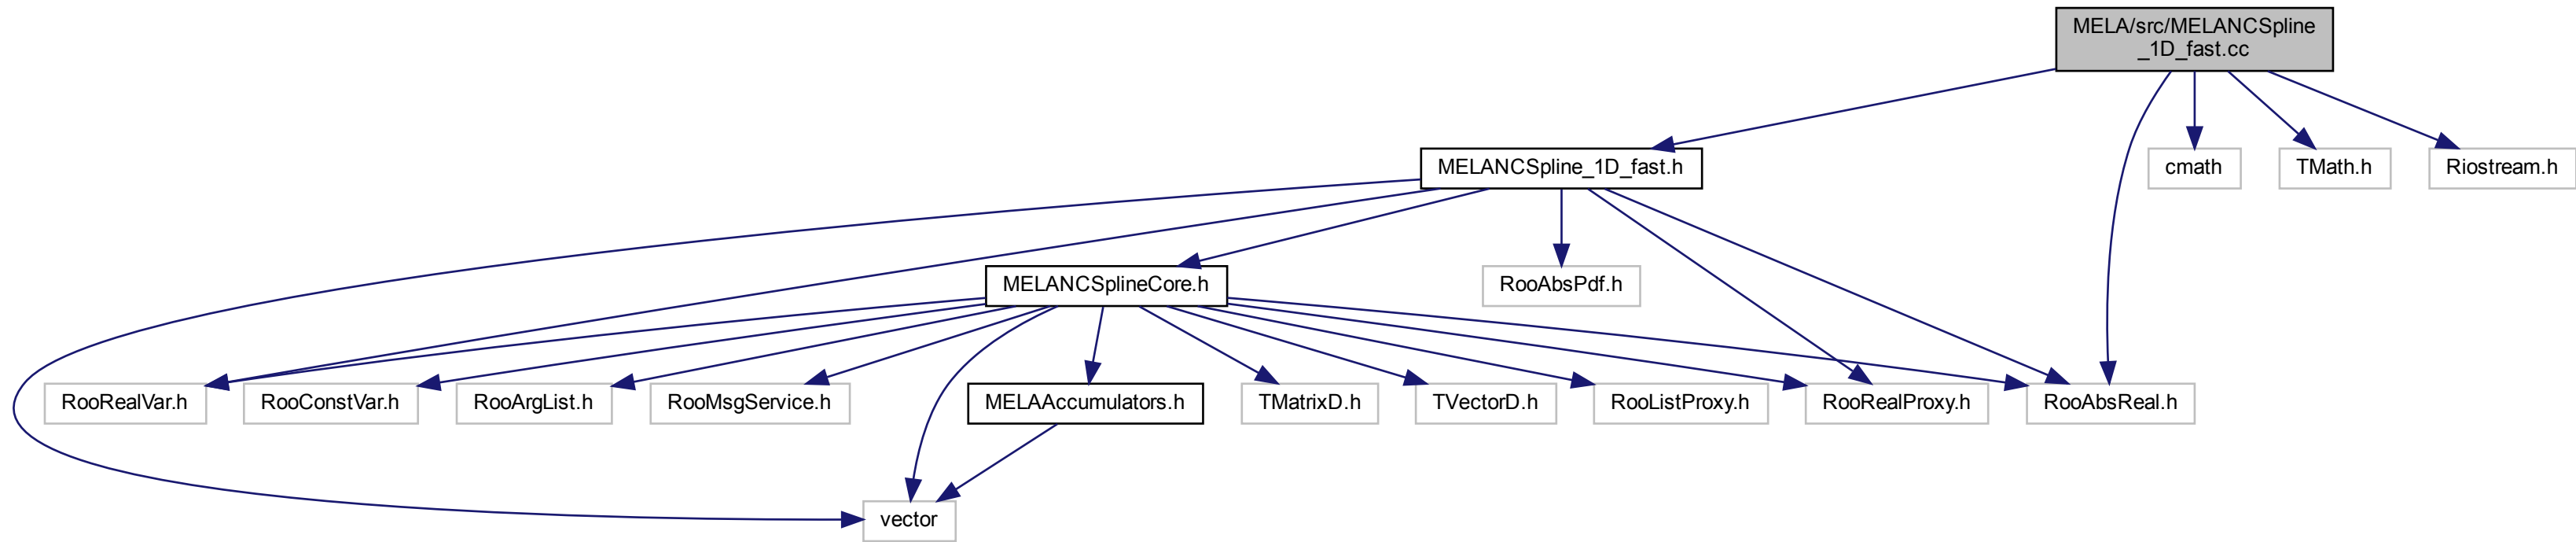 MELA/src/MELANCSpline
_1D_fast.cc
MELANCSpline_1D_fast.h
cmath
TMath.h
Riostream.h
MELANCSplineCore.h
RooAbsPdf.h
RooRealVar.h
RooConstVar.h
RooArgList.h
RooMsgService.h
MELAAccumulators.h
TMatrixD.h
TVectorD.h
RooListProxy.h
RooRealProxy.h
RooAbsReal.h
vector